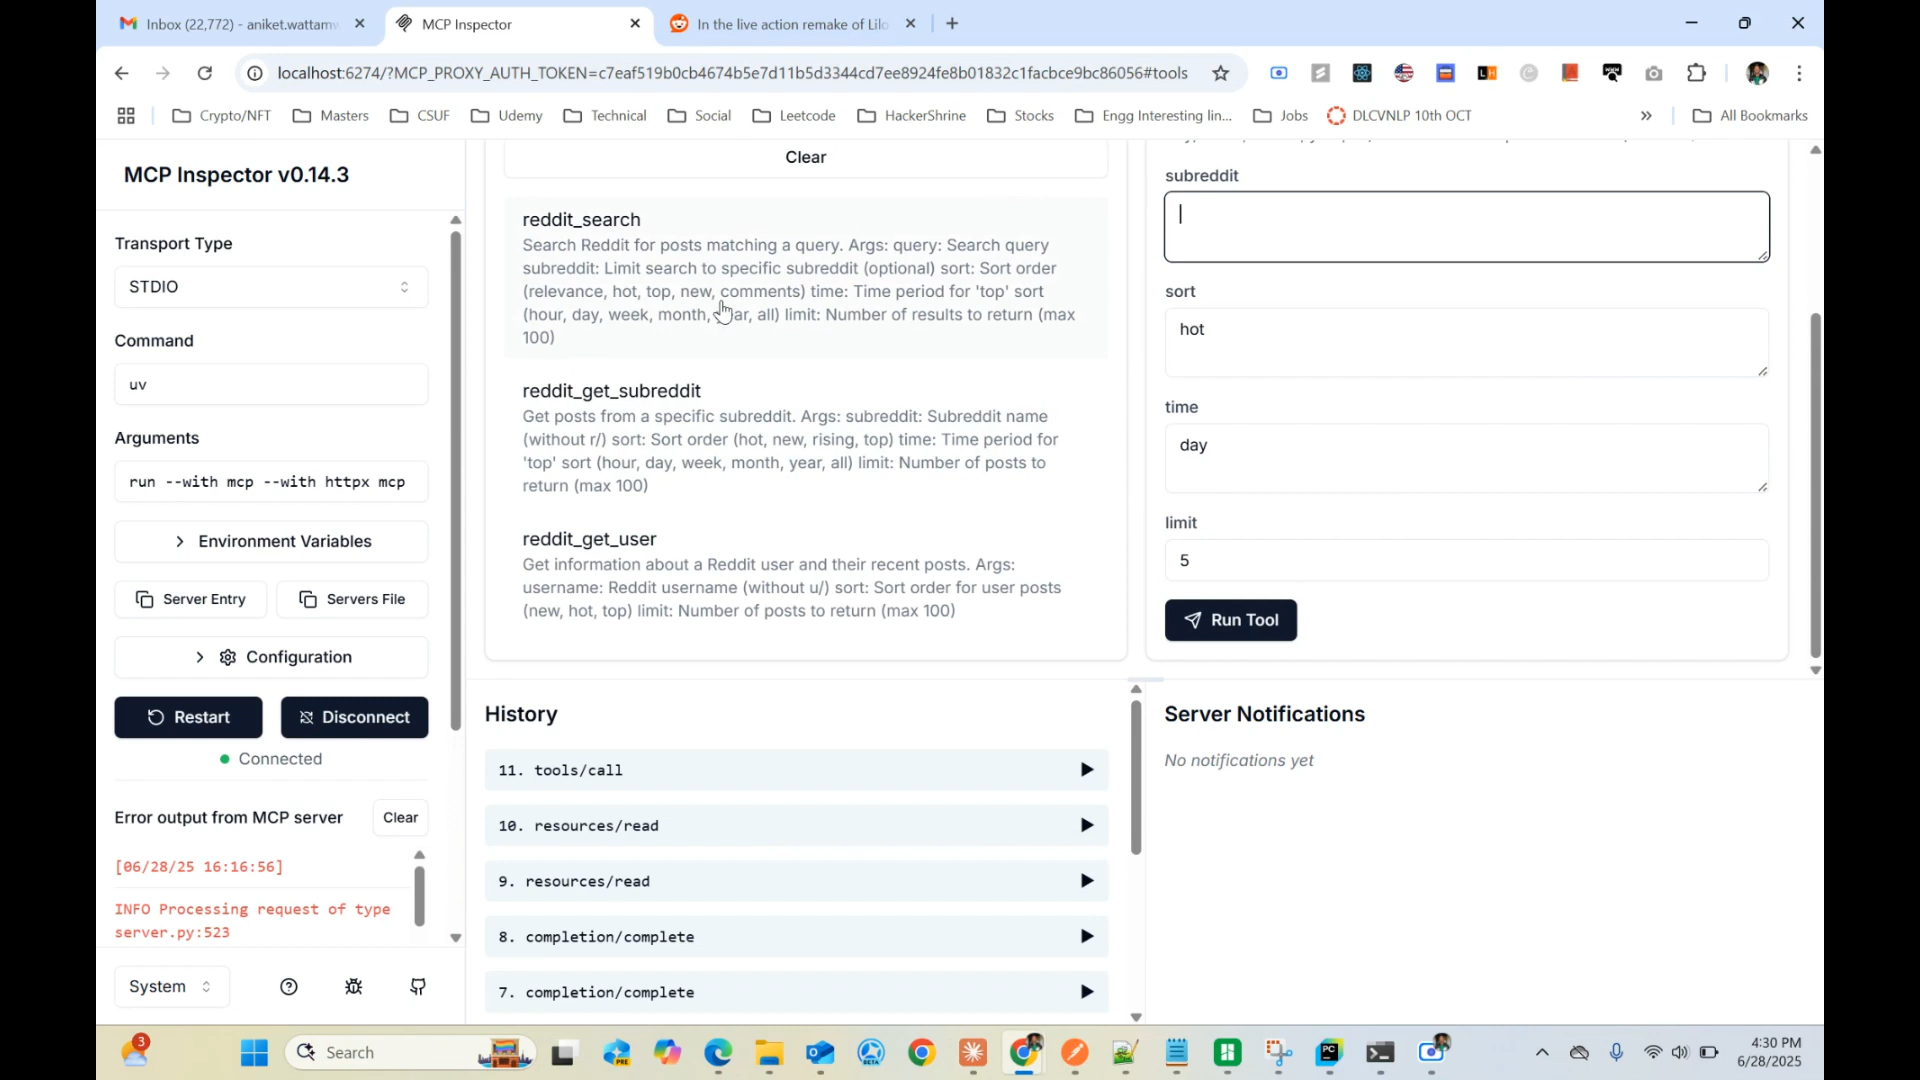 Inbox (22,772) - aniket.wattamw
MCP Inspector
In the live action remake of Lilo
localhost:6274/?MCP_PROXY_AUTH_TOKEN=c7eaf519b0cb4674b5e7d11b5d3344cd7ee8924fe8b01832c1facbce9bc86056#tools
Crypto/NFT
Masters
CSUF
Udemy
Technical
Social
Leetcode
HackerShrine
Stocks
Engg Interesting lin...
Jobs
DLCVNLP 10th OCT
All Bookmarks
MCP Inspector v0.14.3
Transport Type
STDIO
Command
uv
Arguments
run --with mcp --with httpx mcp
Environment Variables
Server Entry
Servers File
Configuration
Restart
Disconnect
Connected
Error output from MCP server
Clear
[06/28/25 16:16:56]
INFO Processing request of type
server.py:523
System
Clear
reddit_search
Search Reddit for posts matching a query. Args: query: Search query
subreddit: Limit search to specific subreddit (optional) sort: Sort order
(relevance, hot, top, new, comments) time: Time period for 'top' sort
(hour, day, week, month, year, all) limit: Number of results to return (max
100)
reddit_get_subreddit
Get posts from a specific subreddit. Args: subreddit: Subreddit name
(without r/) sort: Sort order (hot, new, rising, top) time: Time period for
'top' sort (hour, day, week, month, year, all) limit: Number of posts to
return (max 100)
reddit_get_user
Get information about a Reddit user and their recent posts. Args:
username: Reddit username (without u/) sort: Sort order for user posts
(new, hot, top) limit: Number of posts to return (max 100)
subreddit
sort
hot
time
day
limit
5
Run Tool
History
11. tools/call
10. resources/read
9. resources/read
8. completion/complete
7. completion/complete
Server Notifications
No notifications yet
3
Search
PRE
PC
4:30 PM
6/28/2025